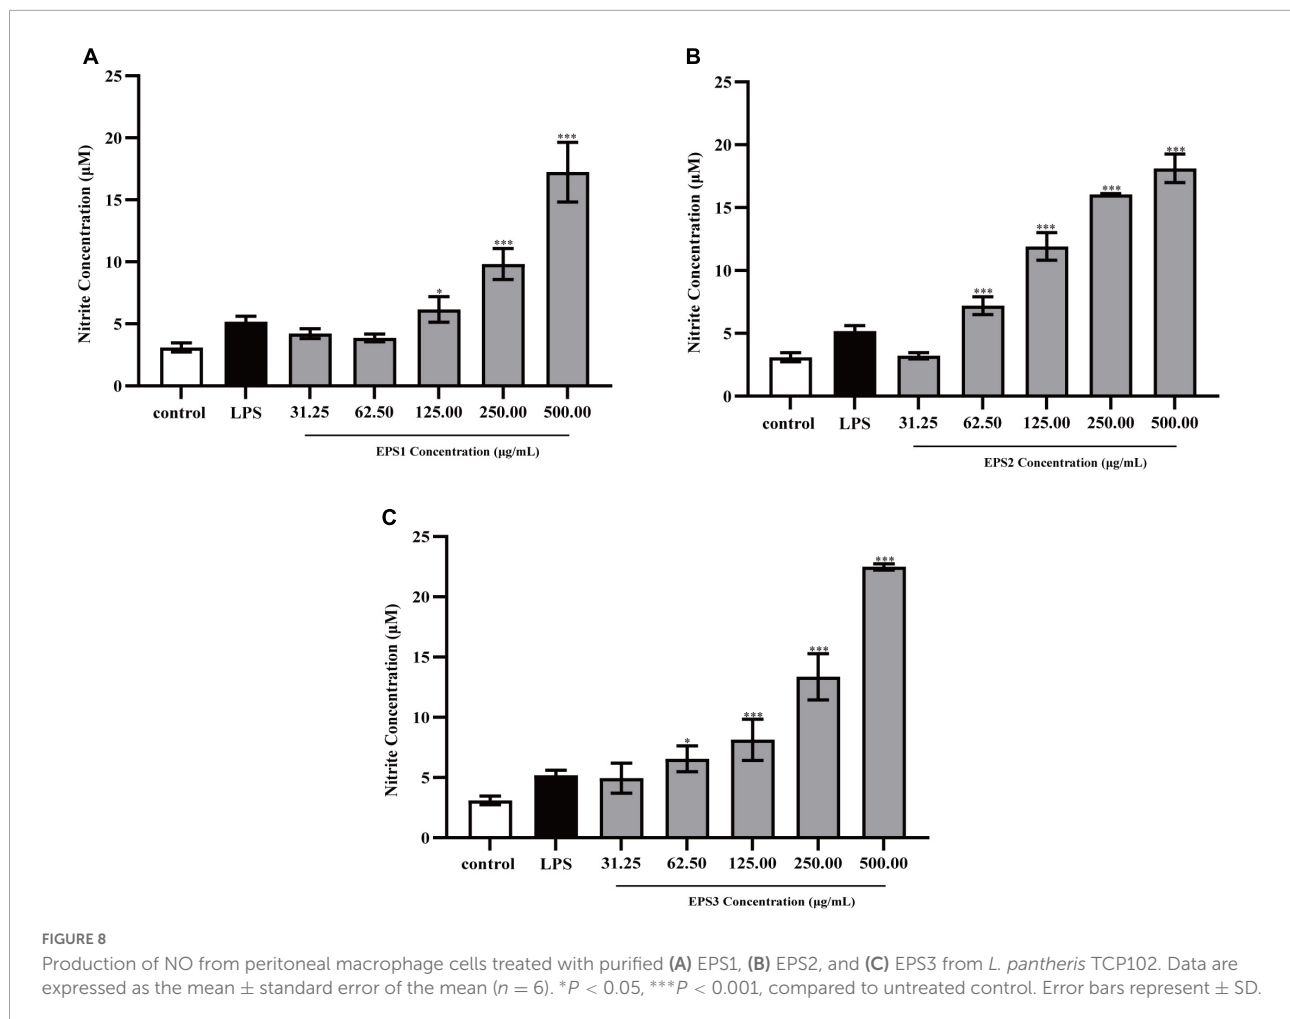 A
Nitrite Concentration (μM)
25
20
15
10
5
0
***
***
*
control LPS 31.25 62.50 125.00 250.00 500.00
EPS1 Concentration (μg/mL)
B
Nitrite Concentration (μM)
25
20
15
10
5
0
***
***
***
***
control LPS 31.25 62.50 125.00 250.00 500.00
EPS2 Concentration (μg/mL)
C
Nitrite Concentration (μM)
25
20
15
10
5
0
***
***
***
*
control LPS 31.25 62.50 125.00 250.00 500.00
EPS3 Concentration (μg/mL)
FIGURE 8
Production of NO from peritoneal macrophage cells treated with purified (A) EPS1, (B) EPS2, and (C) EPS3 from L. pantheris TCP102. Data are
expressed as the mean ± standard error of the mean (n = 6). *P < 0.05, ***P < 0.001, compared to untreated control. Error bars represent ± SD.